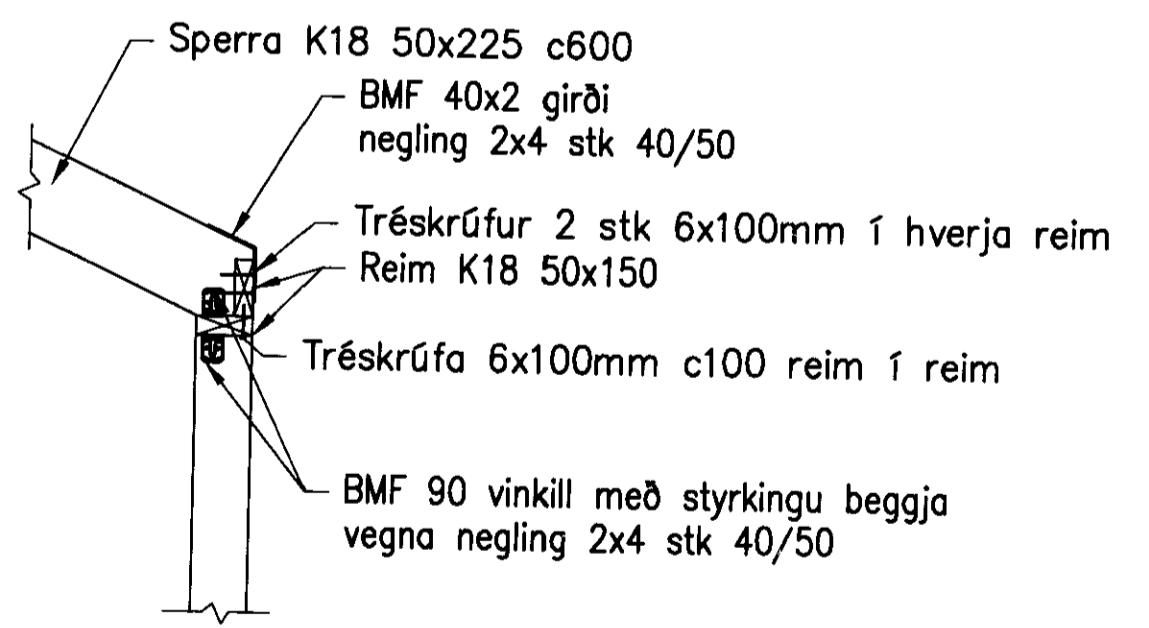 Sperra K18 50x225 c600
BMF 40x2 girði
negling 2x4 stk 40/50
Tréskrúfur 2 stk 6x100mm í hverja reim
Reim K18 50x150
Tréskrúfa 6x100mm c100 reim í reim
BMF 90 vinkill með styrkingu beggja
vegna negling 2x4 stk 40/50